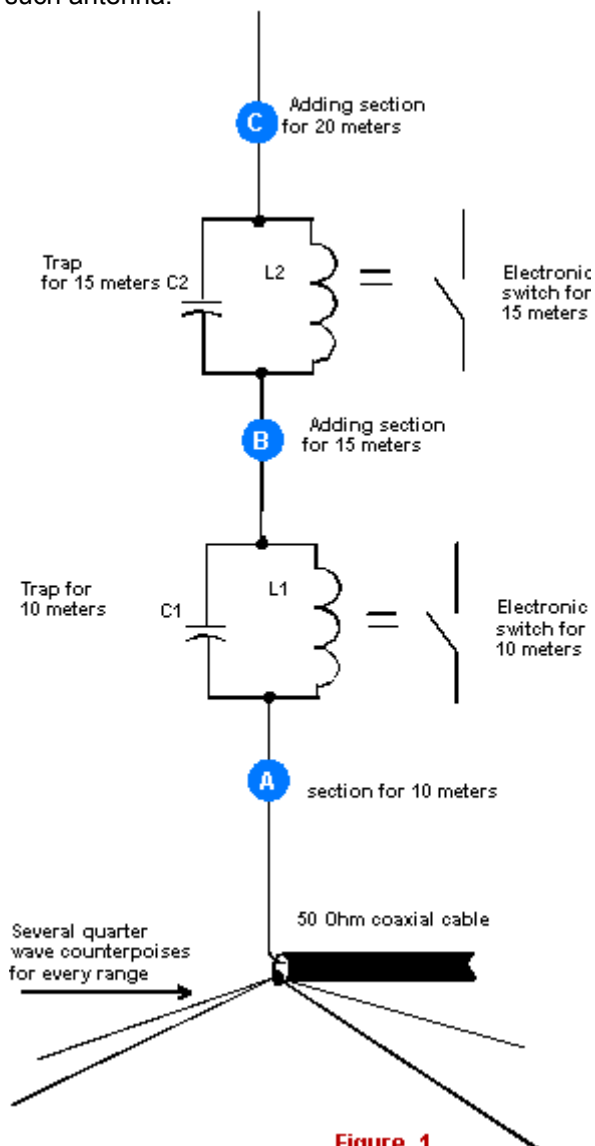 such antenna.
C
Adding section
for 20 meters
Trap
for 15 meters C2
L2
Electronic
switch for
15 meters
B
Adding section
for 15 meters
Trap for
10 meters
C1
L1
Electronic
switch for
10 meters
A
section for 10 meters
50 Ohm coaxial cable
Several quarter
wave counterpoises
for every range
Figure 1